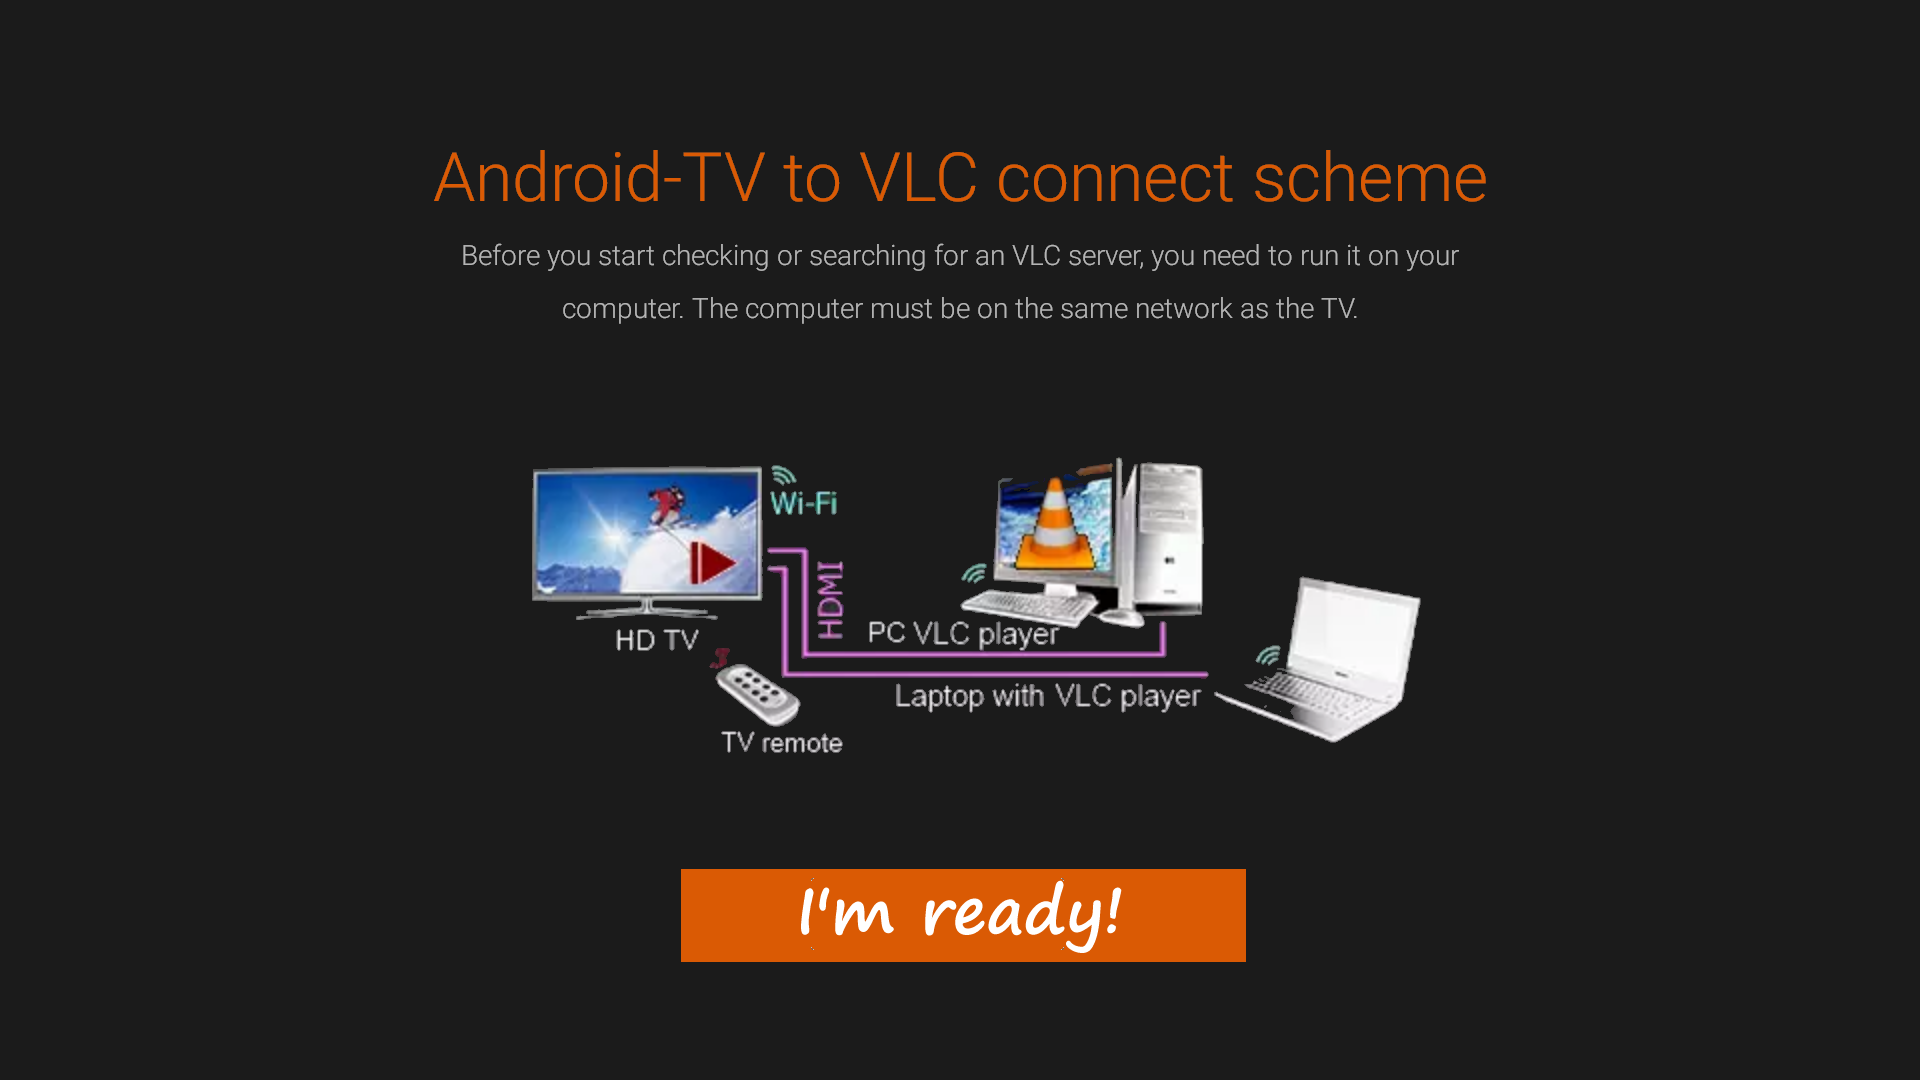 Android-TV to VLC connect scheme
Before you start checking or searching for an VLC server, you need to run it on your
computer. The computer must be on the same network as the TV.
Wi-Fi
HDMI
HD TV
PC VLC player
Laptop with VLC player
TV remote
I'm ready!